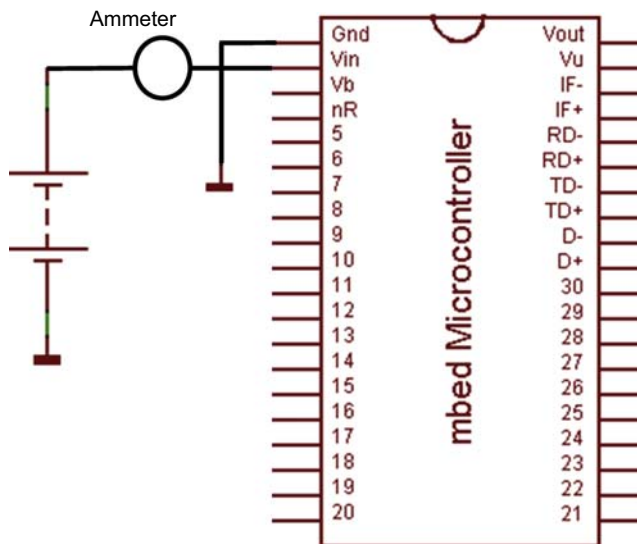 Ammeter
Gnd Vout
Vin Vu
Vb IF-
nR IF+
5 RD-
6 RD+
7 TD-
8 TD+
9 D-
10 D+
11 30
12 29
13 28
14 27
15 26
16 25
17 24
18 23
19 22
20 21
mbed Microcontroller